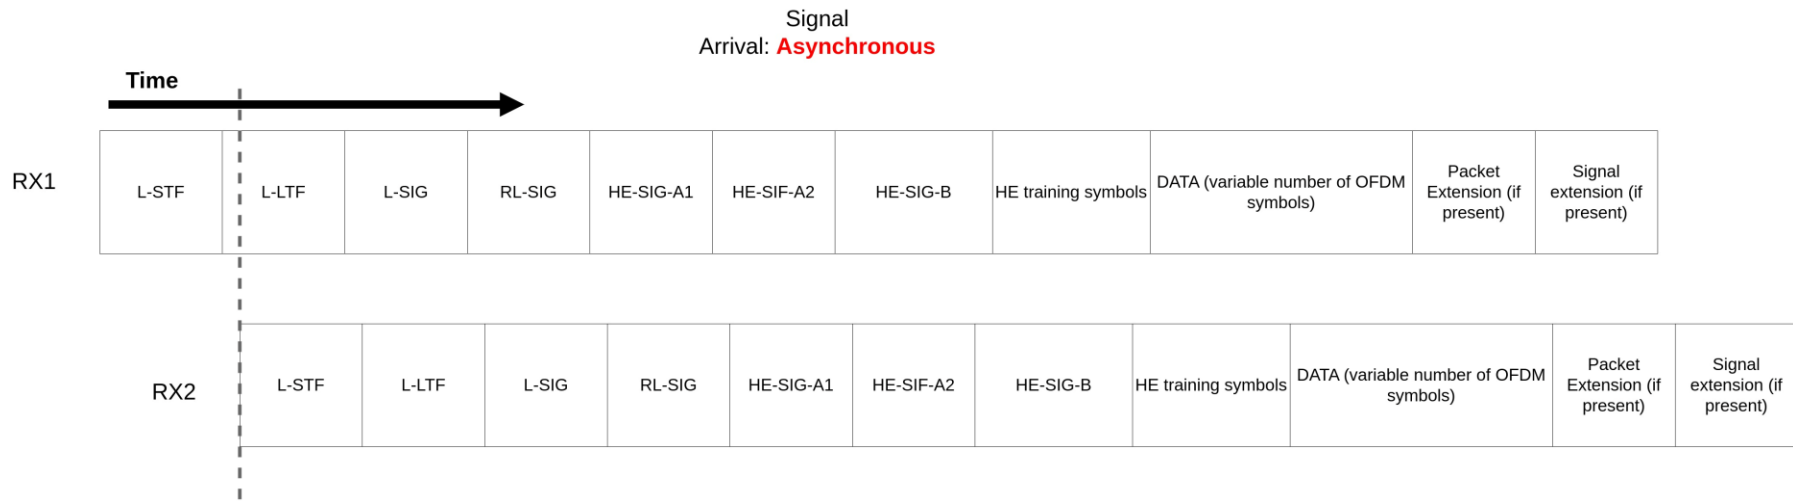 Signal
Arrival: Asynchronous
Time
RX1
L-STF
L-LTF
L-SIG
RL-SIG
HE-SIG-A1
HE-SIF-A2
HE-SIG-B
HE training symbols
DATA (variable number of OFDM
symbols)
Packet
Extension (if
present)
Signal
extension (if
present)
RX2
L-STF
L-LTF
L-SIG
RL-SIG
HE-SIG-A1
HE-SIF-A2
HE-SIG-B
HE training symbols
DATA (variable number of OFDM
symbols)
Packet
Extension (if
present)
Signal
extension (if
present)